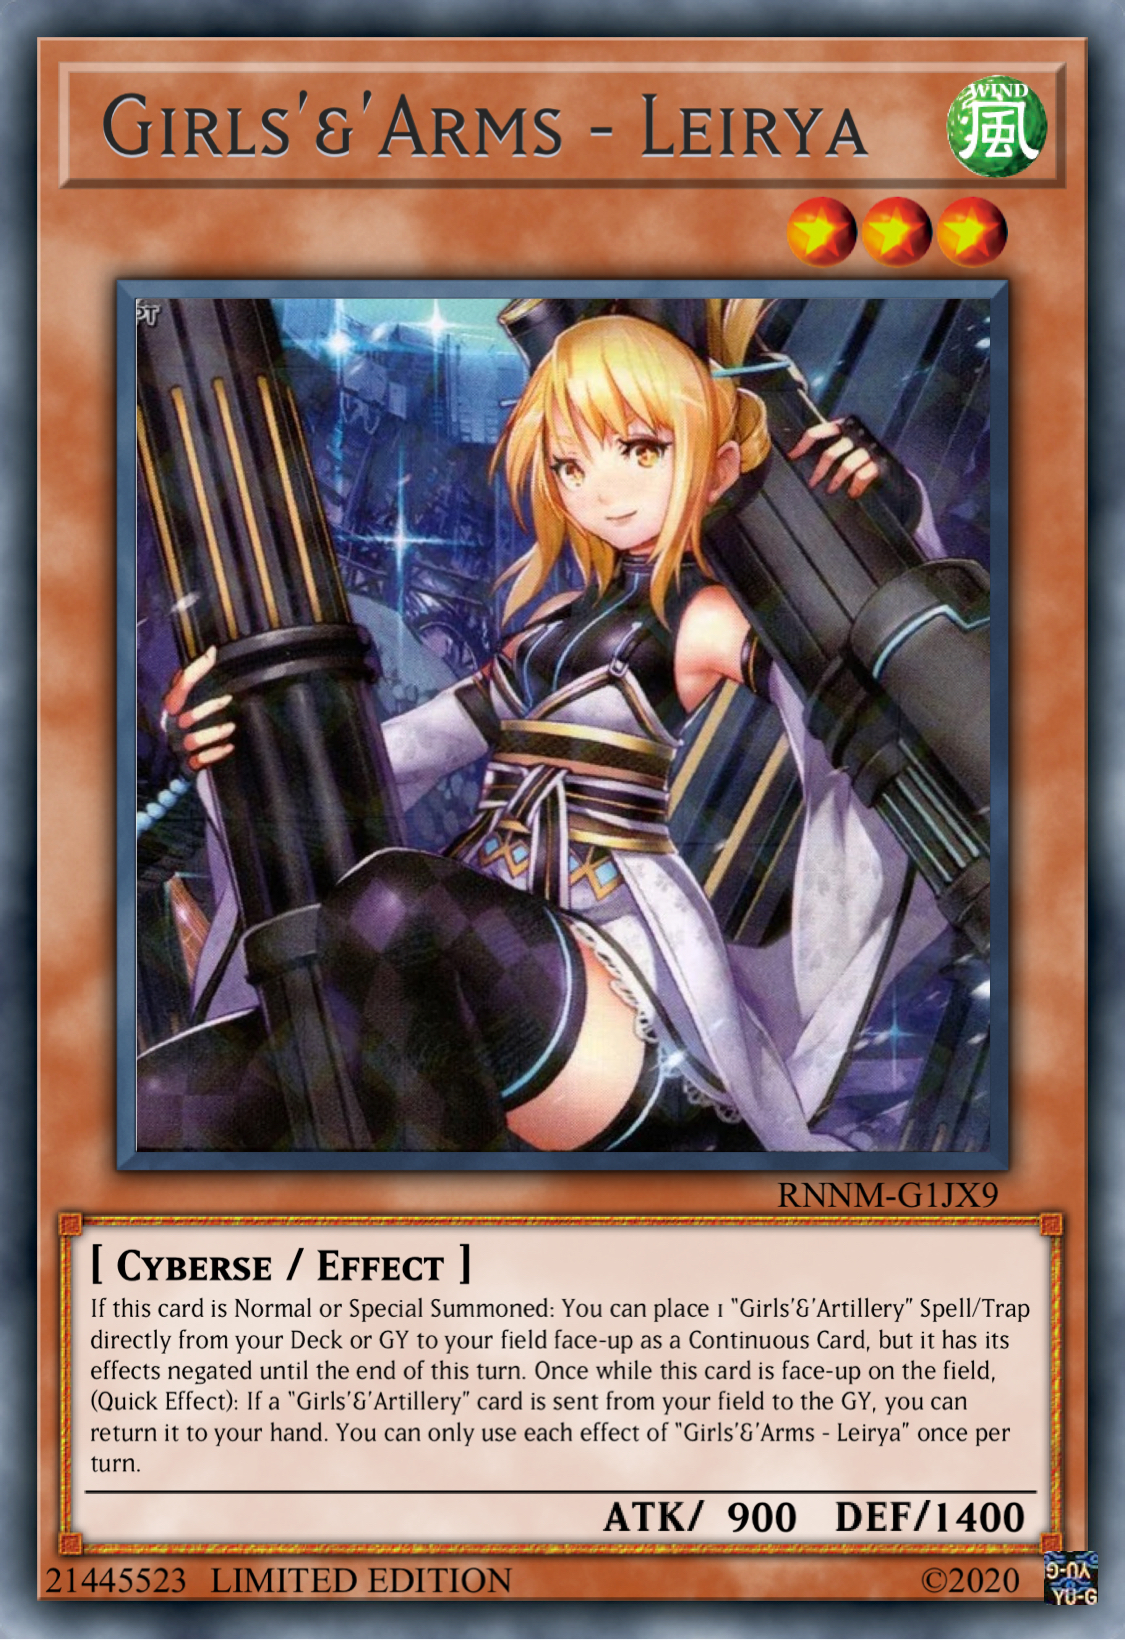 Girls'&'Arms - Leirya
WIND
風
RNNM-G1JX9
[ Cyberse / Effect ]
If this card is Normal or Special Summoned: You can place 1 "Girls'&'Artillery" Spell/Trap
directly from your Deck or GY to your field face-up as a Continuous Card, but it has its
effects negated until the end of this turn. Once while this card is face-up on the field,
(Quick Effect): If a "Girls'&'Artillery" card is sent from your field to the GY, you can
return it to your hand. You can only use each effect of "Girls'&'Arms - Leirya" once per
turn.
ATK/ 900 DEF/1400
21445523 LIMITED EDITION ©2020
YU-G
YU-G